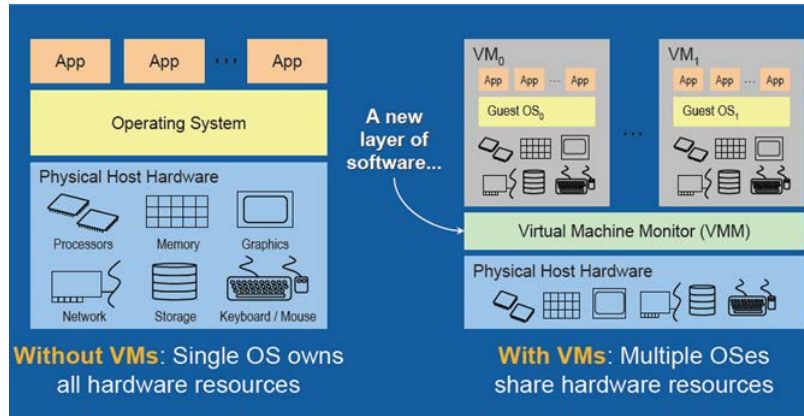 App App ... App
Operating System
Physical Host Hardware
Processors Memory Graphics
Network Storage Keyboard / Mouse
Without VMs: Single OS owns
all hardware resources
A new
layer of
software...
VM0
App App ... App
Guest OS0
...
VM1
App App ... App
Guest OS1
Virtual Machine Monitor (VMM)
Physical Host Hardware
With VMs: Multiple OSes
share hardware resources